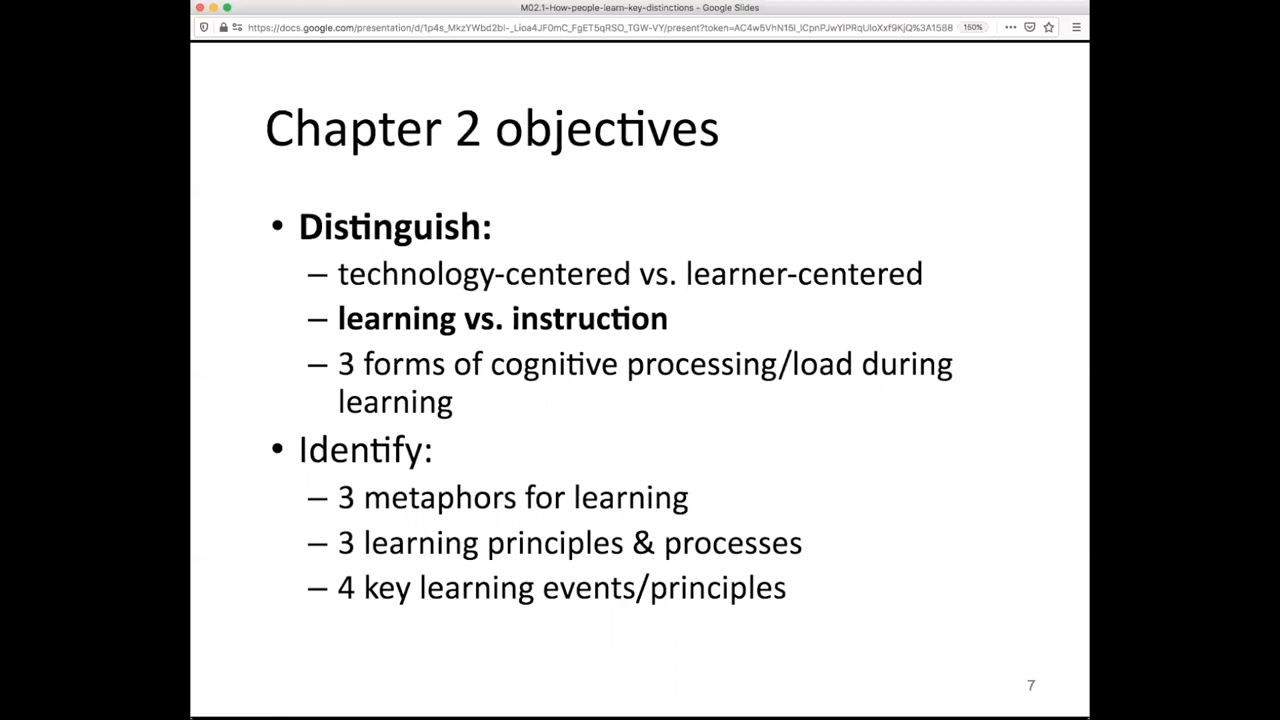 M02.1-How-people-learn-key-distinctions - Google Slides
150%
Chapter 2 objectives
• Distinguish:
– technology-centered vs. learner-centered
– learning vs. instruction
– 3 forms of cognitive processing/load during
learning
• Identify:
– 3 metaphors for learning
– 3 learning principles & processes
– 4 key learning events/principles
7